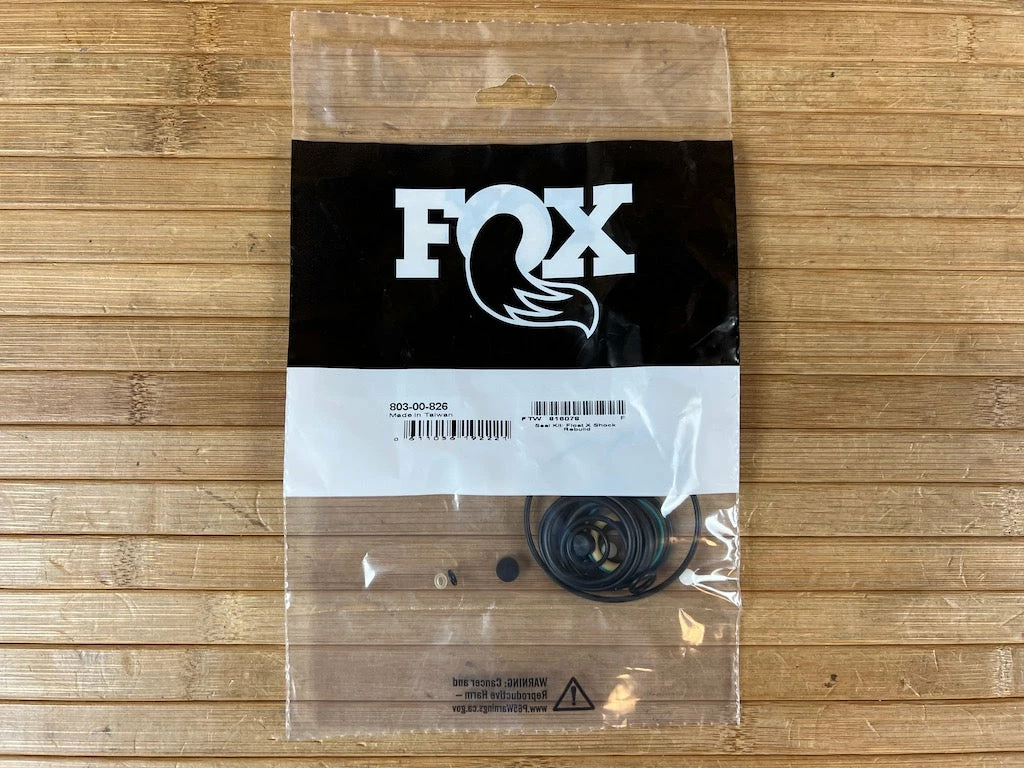 FOX
803-00-826
Made in Taiwan
FTW 816079 F
Seal Kit: Float X Shock
Rebuild
WARNING: Cancer and
Reproductive Harm –
www.P65Warnings.ca.gov